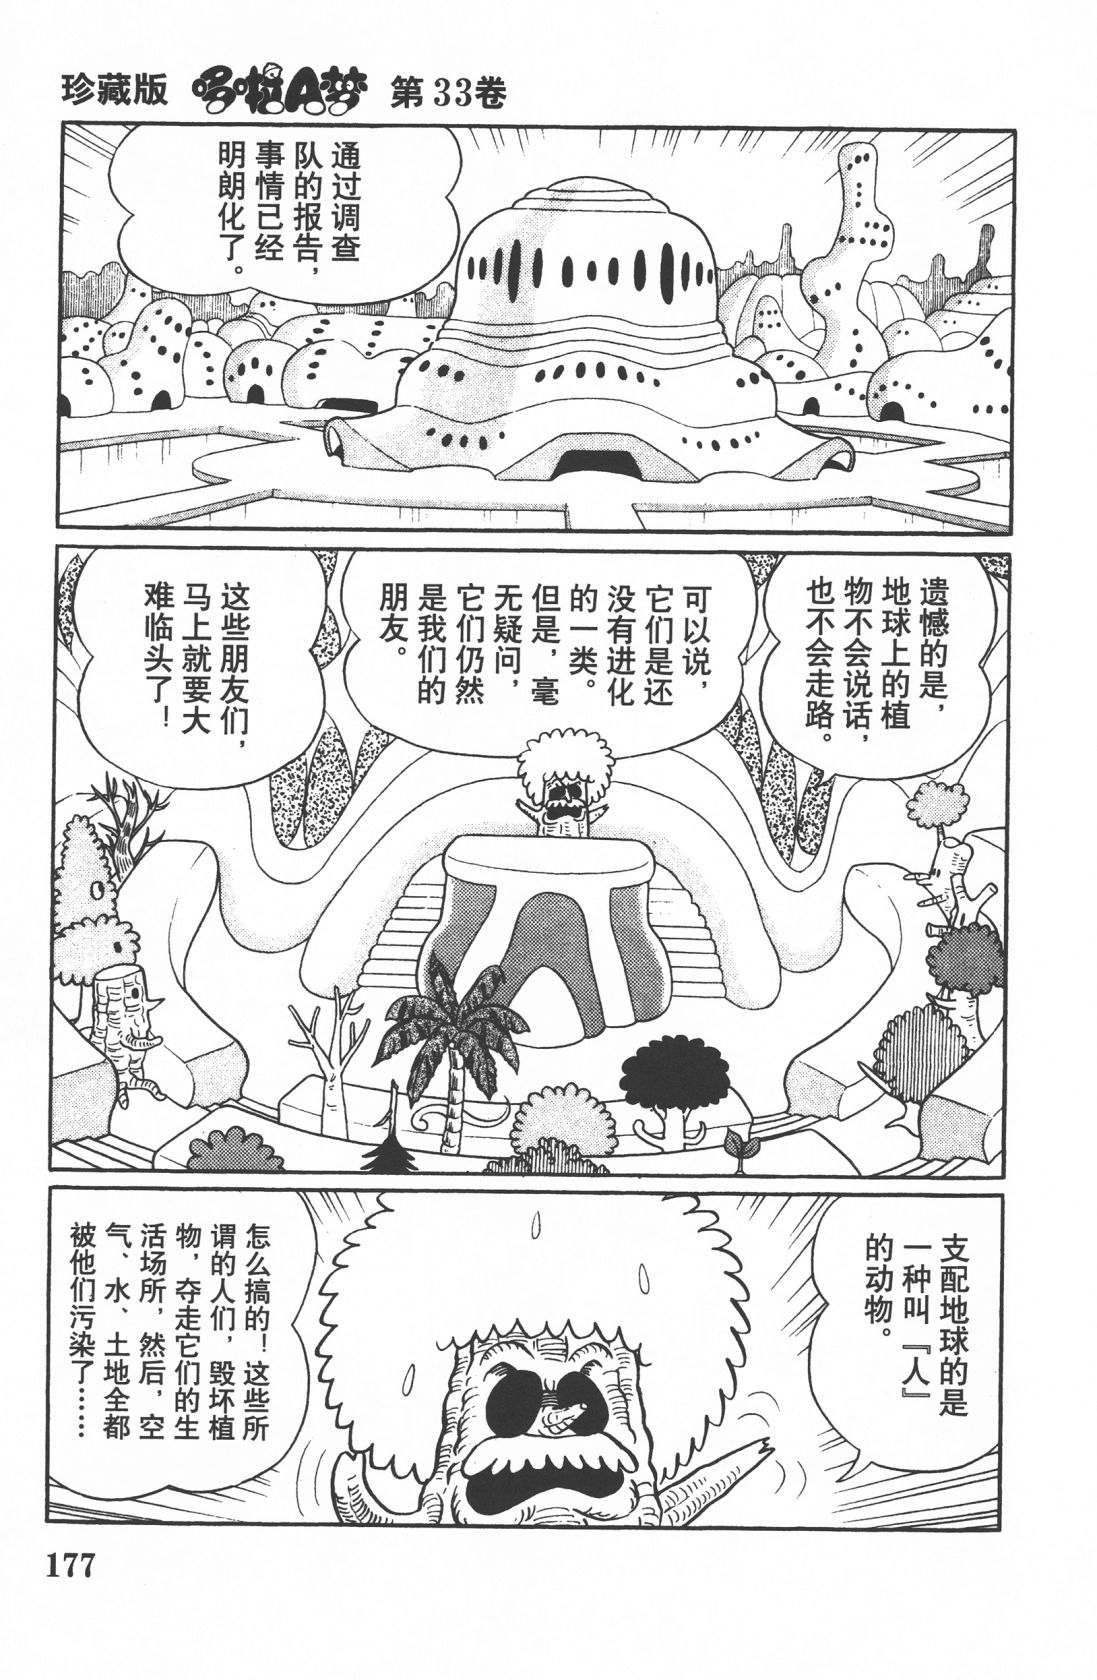 珍藏版 哆啦A梦 第33卷
通过调查
队的报告，
事情已经
明朗化了。
遗憾的是，
地球上的植
物不会说话，
也不会走路。
可以说，
它们是还
没有进化
的一类。
但是，毫
无疑问，
它们仍然
是我们的
朋友。
这些朋友们，
马上就要大
难临头了！
支配地球的是
一种叫『人』
的动物。
怎么搞的！这些所
谓的人们，毁坏植
物，夺走它们的生
活场所，然后，空
气、水、土地全都
被他们污染了……
177